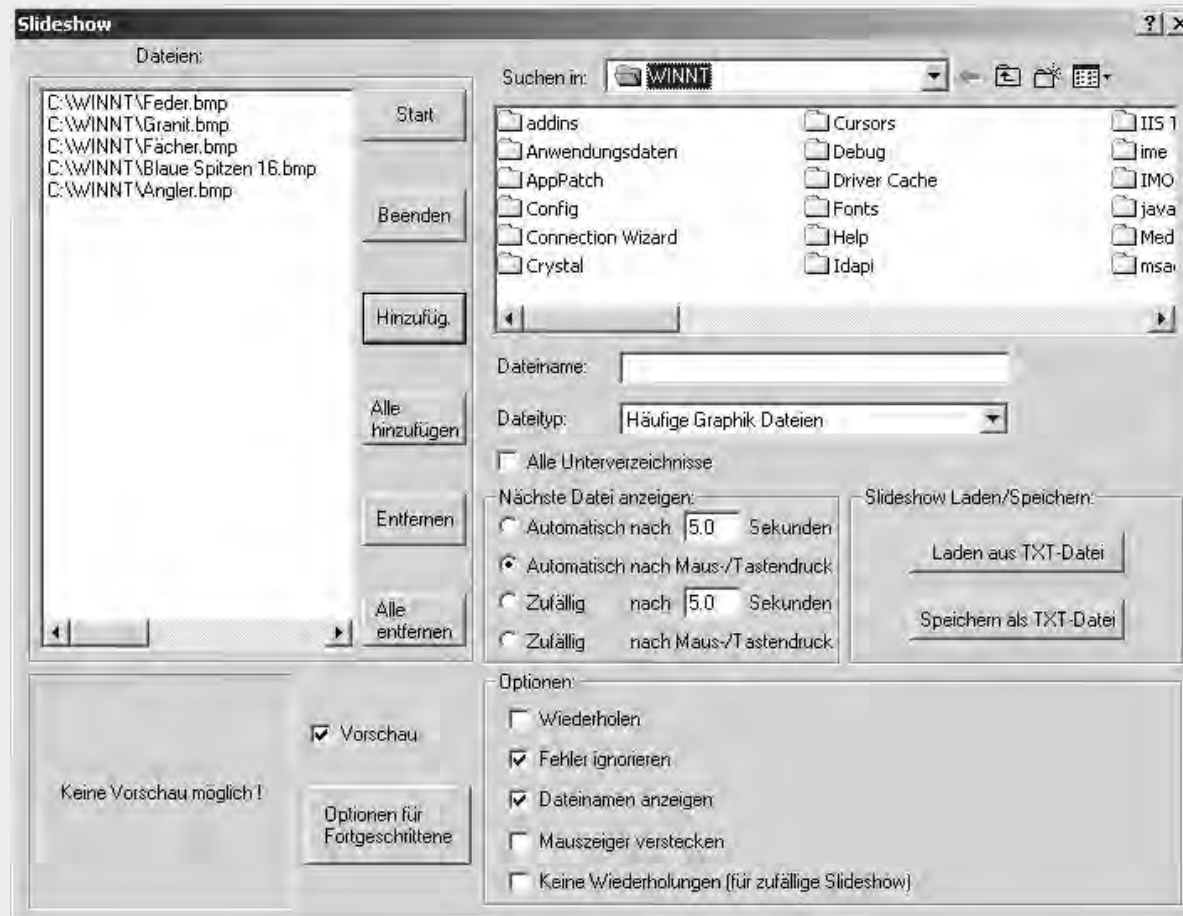 Slideshow
Dateien:
C:\WINNT\Feder.bmp
C:\WINNT\Granit.bmp
C:\WINNT\Fächer.bmp
C:\WINNT\Blaue Spitzen 16.bmp
C:\WINNT\Angler.bmp
Start
Beenden
Hinzufüg.
Alle
hinzufügen
Entfernen
Alle
entfernen
Suchen in: WINNT
addins
Anwendungsdaten
AppPatch
Config
Connection Wizard
Crystal
Cursors
Debug
Driver Cache
Fonts
Help
Idapi
IIS
ime
IMO
java
Med
msa
Dateiname:
Dateityp: Häufige Graphik Dateien
Alle Unterverzeichnisse
Nächste Datei anzeigen:
Automatisch nach 5.0 Sekunden
Automatisch nach Maus-/Tastendruck
Zufällig nach 5.0 Sekunden
Zufällig nach Maus-/Tastendruck
Slideshow Laden/Speichern:
Laden aus TXT-Datei
Speichern als TXT-Datei
Keine Vorschau möglich !
Vorschau
Optionen für
Fortgeschrittene
Optionen:
Wiederholen
Fehler ignorieren
Dateinamen anzeigen
Mauszeiger verstecken
Keine Wiederholungen (für zufällige Slideshow)